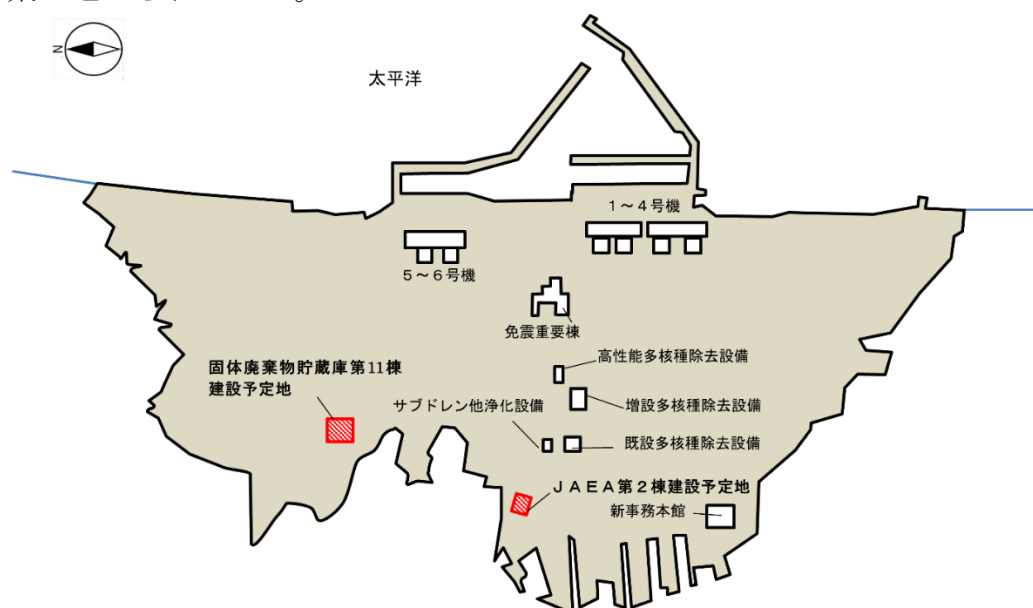 N
太平洋
1～4号機
5～6号機
免震重要棟
高性能多核種除去設備
固体廃棄物貯蔵庫第11棟
建設予定地
サブドレン他浄化設備
増設多核種除去設備
既設多核種除去設備
JAEA第2棟建設予定地
新事務本館